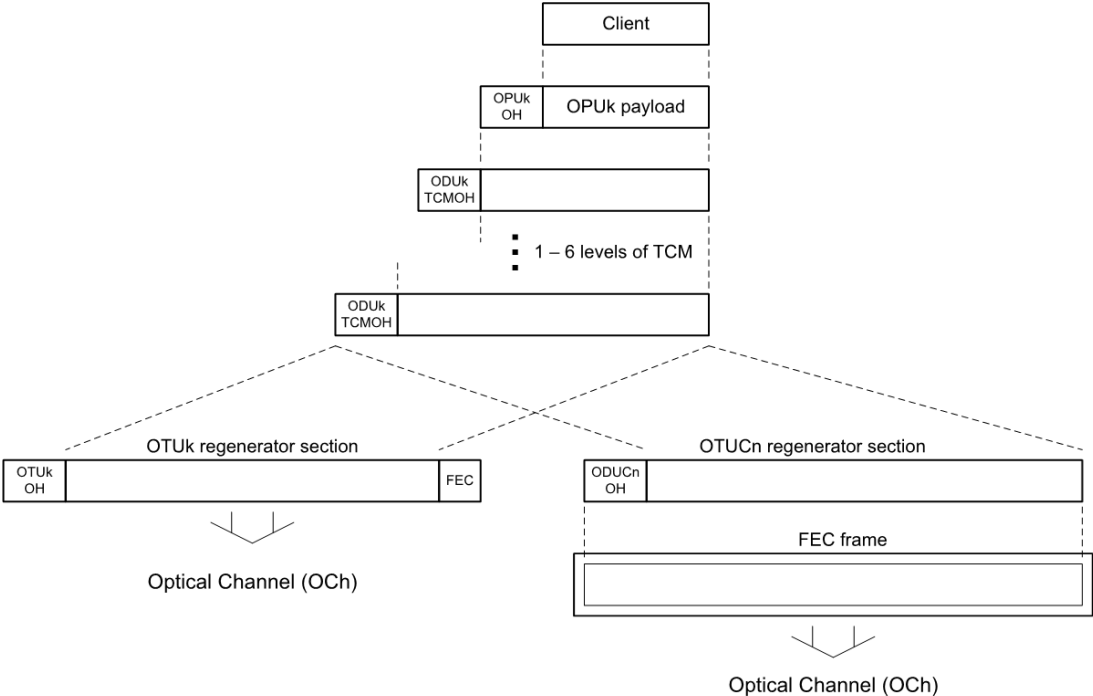 Client
OPUk
OH
OPUk payload
ODUk
TCMOH
1 – 6 levels of TCM
ODUk
TCMOH
OTUk regenerator section
OTUk
OH
FEC
Optical Channel (OCh)
OTUCn regenerator section
ODUCn
OH
FEC frame
Optical Channel (OCh)